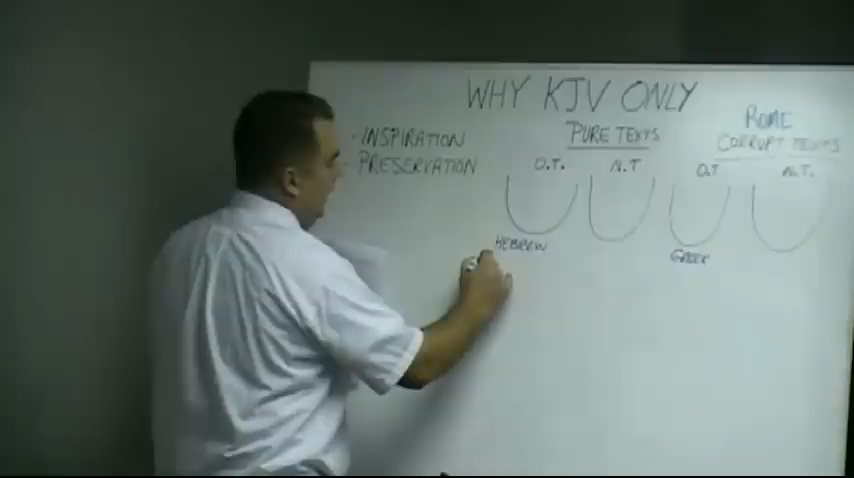 WHY KJV ONLY
· INSPIRATION
· PRESERVATION
PURE TEXTS
O.T. N.T
HEBREW
ROME
CORRUPT TEXTS
O.T N.T.
GREEK